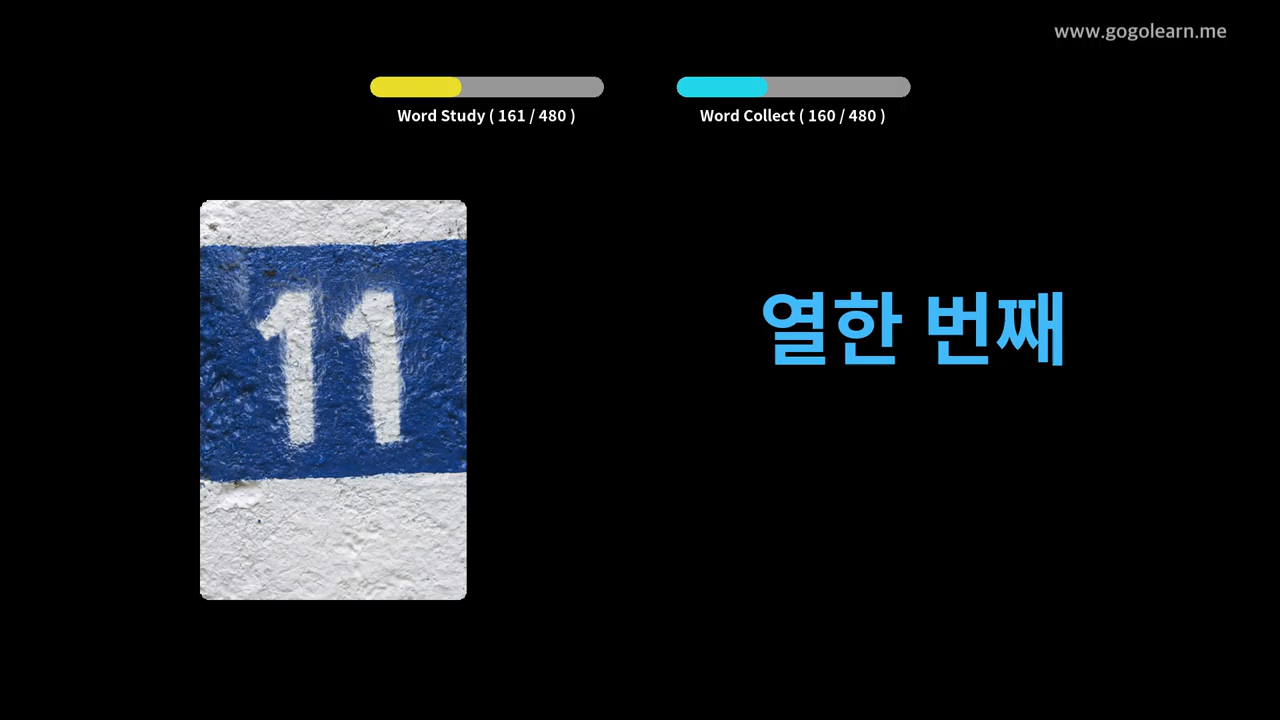 www.gogolearn.me
Word Study ( 161 / 480 )
Word Collect ( 160 / 480 )
11
열한 번째